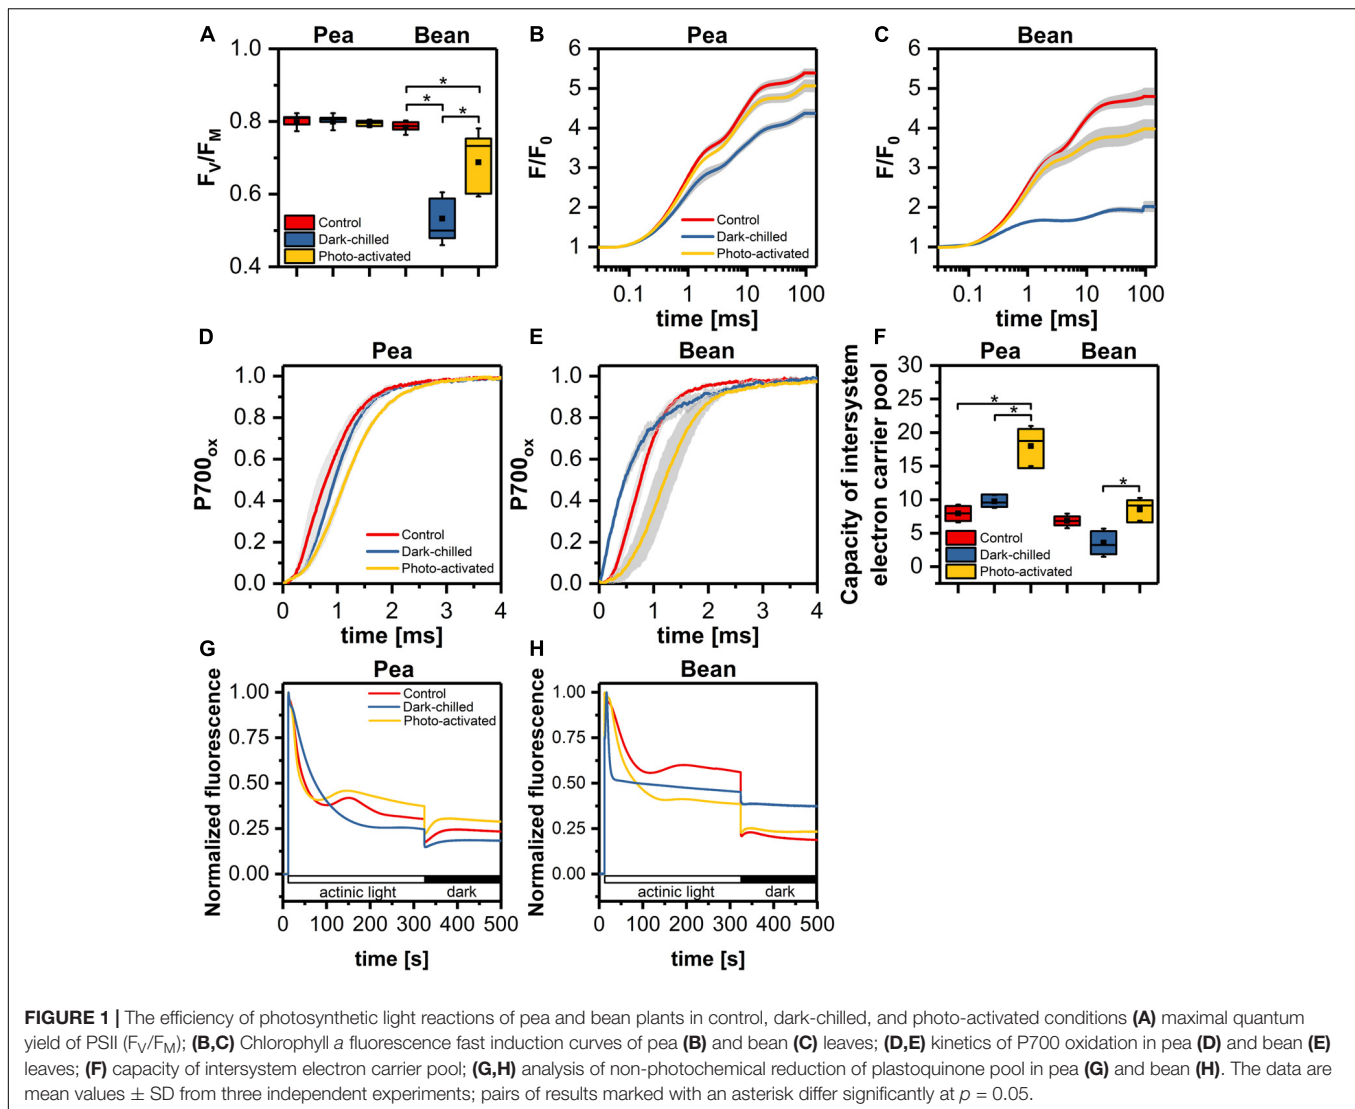 A Pea Bean
1.0
0.8
0.6
0.4
F_V/F_M
* * *
Control
Dark-chilled
Photo-activated
B Pea
6
5
4
3
2
1
F/F_0
Control
Dark-chilled
Photo-activated
0.1 1 10 100
time [ms]
C Bean
6
5
4
3
2
1
F/F_0
0.1 1 10 100
time [ms]
D Pea
1.0
0.8
0.6
0.4
0.2
0.0
P700_ox
Control
Dark-chilled
Photo-activated
0 1 2 3 4
time [ms]
E Bean
1.0
0.8
0.6
0.4
0.2
0.0
P700_ox
0 1 2 3 4
time [ms]
F Pea Bean
30
25
20
15
10
5
0
Capacity of intersystem
electron carrier pool
* * *
Control
Dark-chilled
Photo-activated
G Pea
1.00
0.75
0.50
0.25
0.00
Normalized fluorescence
Control
Dark-chilled
Photo-activated
actinic light dark
0 100 200 300 400 500
time [s]
H Bean
1.00
0.75
0.50
0.25
0.00
Normalized fluorescence
actinic light dark
0 100 200 300 400 500
time [s]
FIGURE 1 | The efficiency of photosynthetic light reactions of pea and bean plants in control, dark-chilled, and photo-activated conditions (A) maximal quantum
yield of PSII (F_V/F_M); (B,C) Chlorophyll a fluorescence fast induction curves of pea (B) and bean (C) leaves; (D,E) kinetics of P700 oxidation in pea (D) and bean (E)
leaves; (F) capacity of intersystem electron carrier pool; (G,H) analysis of non-photochemical reduction of plastoquinone pool in pea (G) and bean (H). The data are
mean values ± SD from three independent experiments; pairs of results marked with an asterisk differ significantly at p = 0.05.